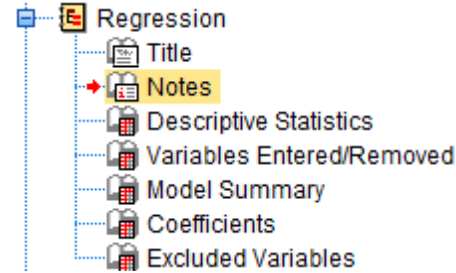 Regression
Title
Notes
Descriptive Statistics
Variables Entered/Removed
Model Summary
Coefficients
Excluded Variables